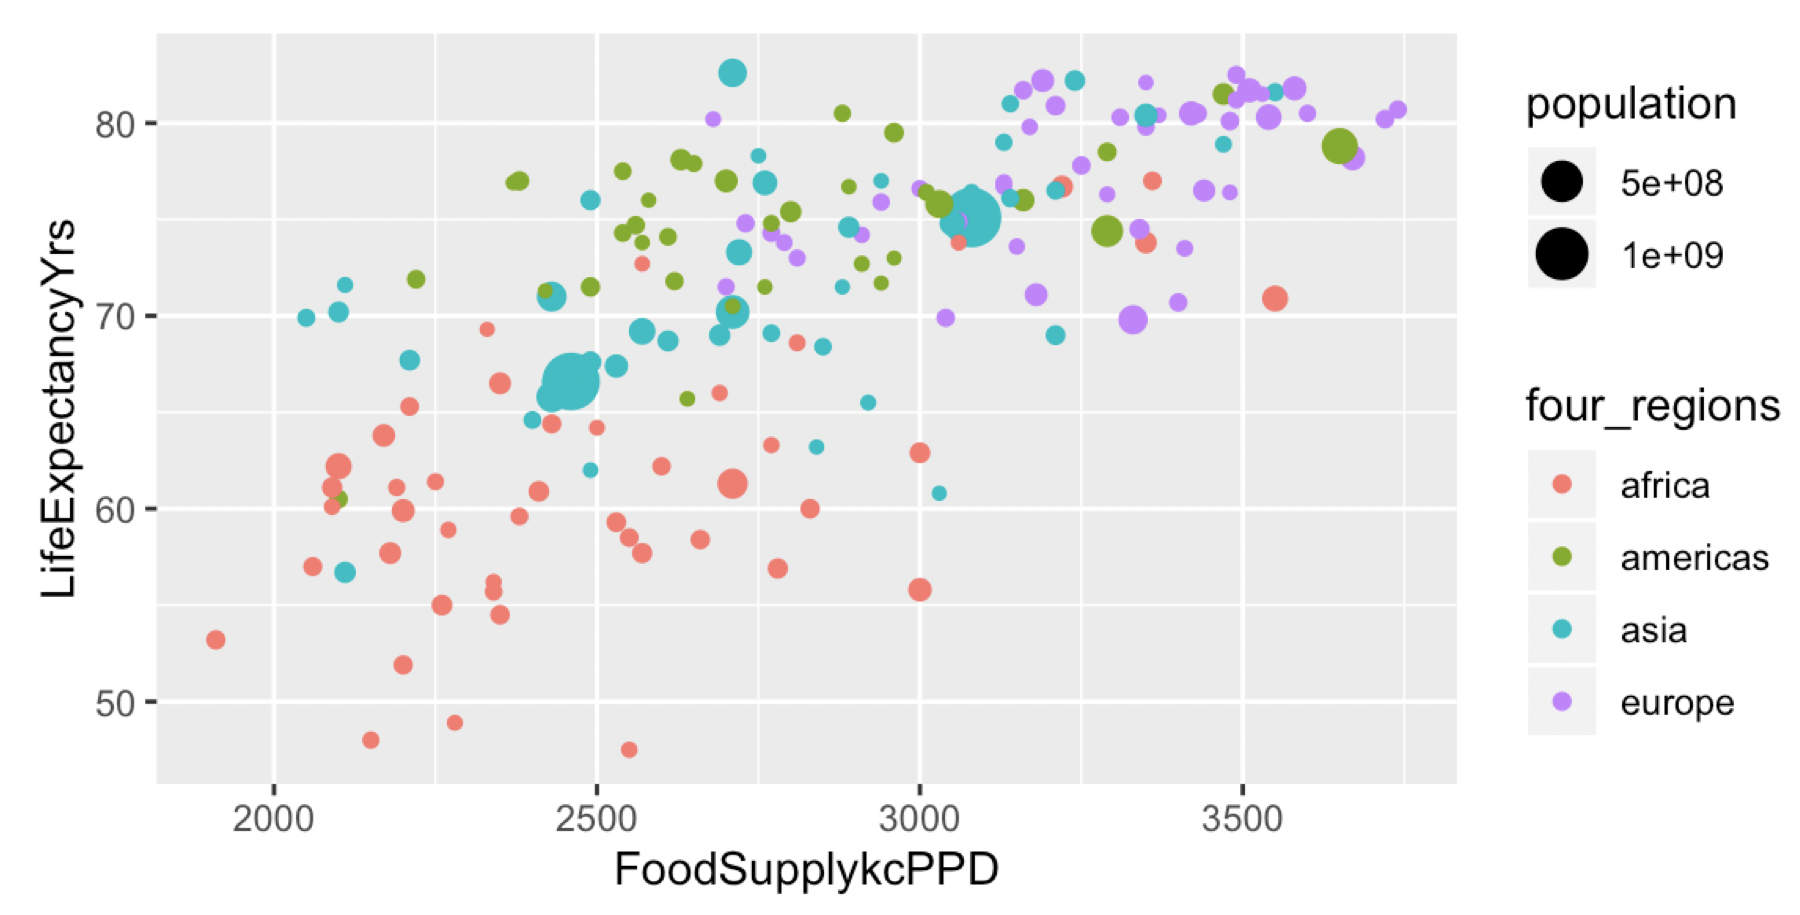 80
70
60
50
LifeExpectancyYrs
2000 2500 3000 3500
FoodSupplykcPPD
population
5e+08
1e+09
four_regions
africa
americas
asia
europe